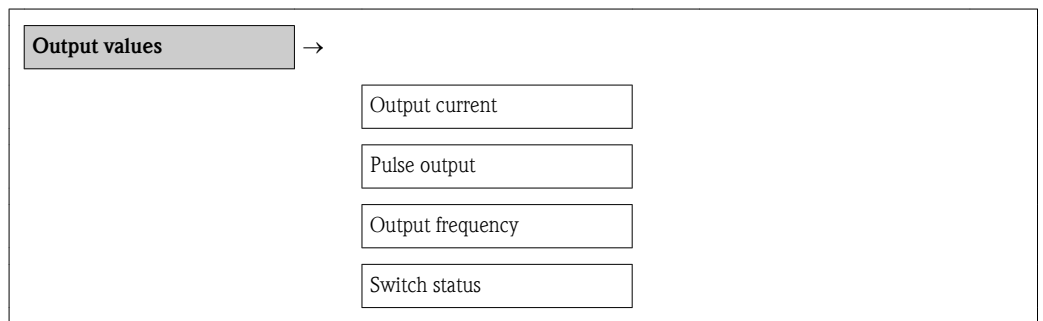 Output values →
Output current
Pulse output
Output frequency
Switch status